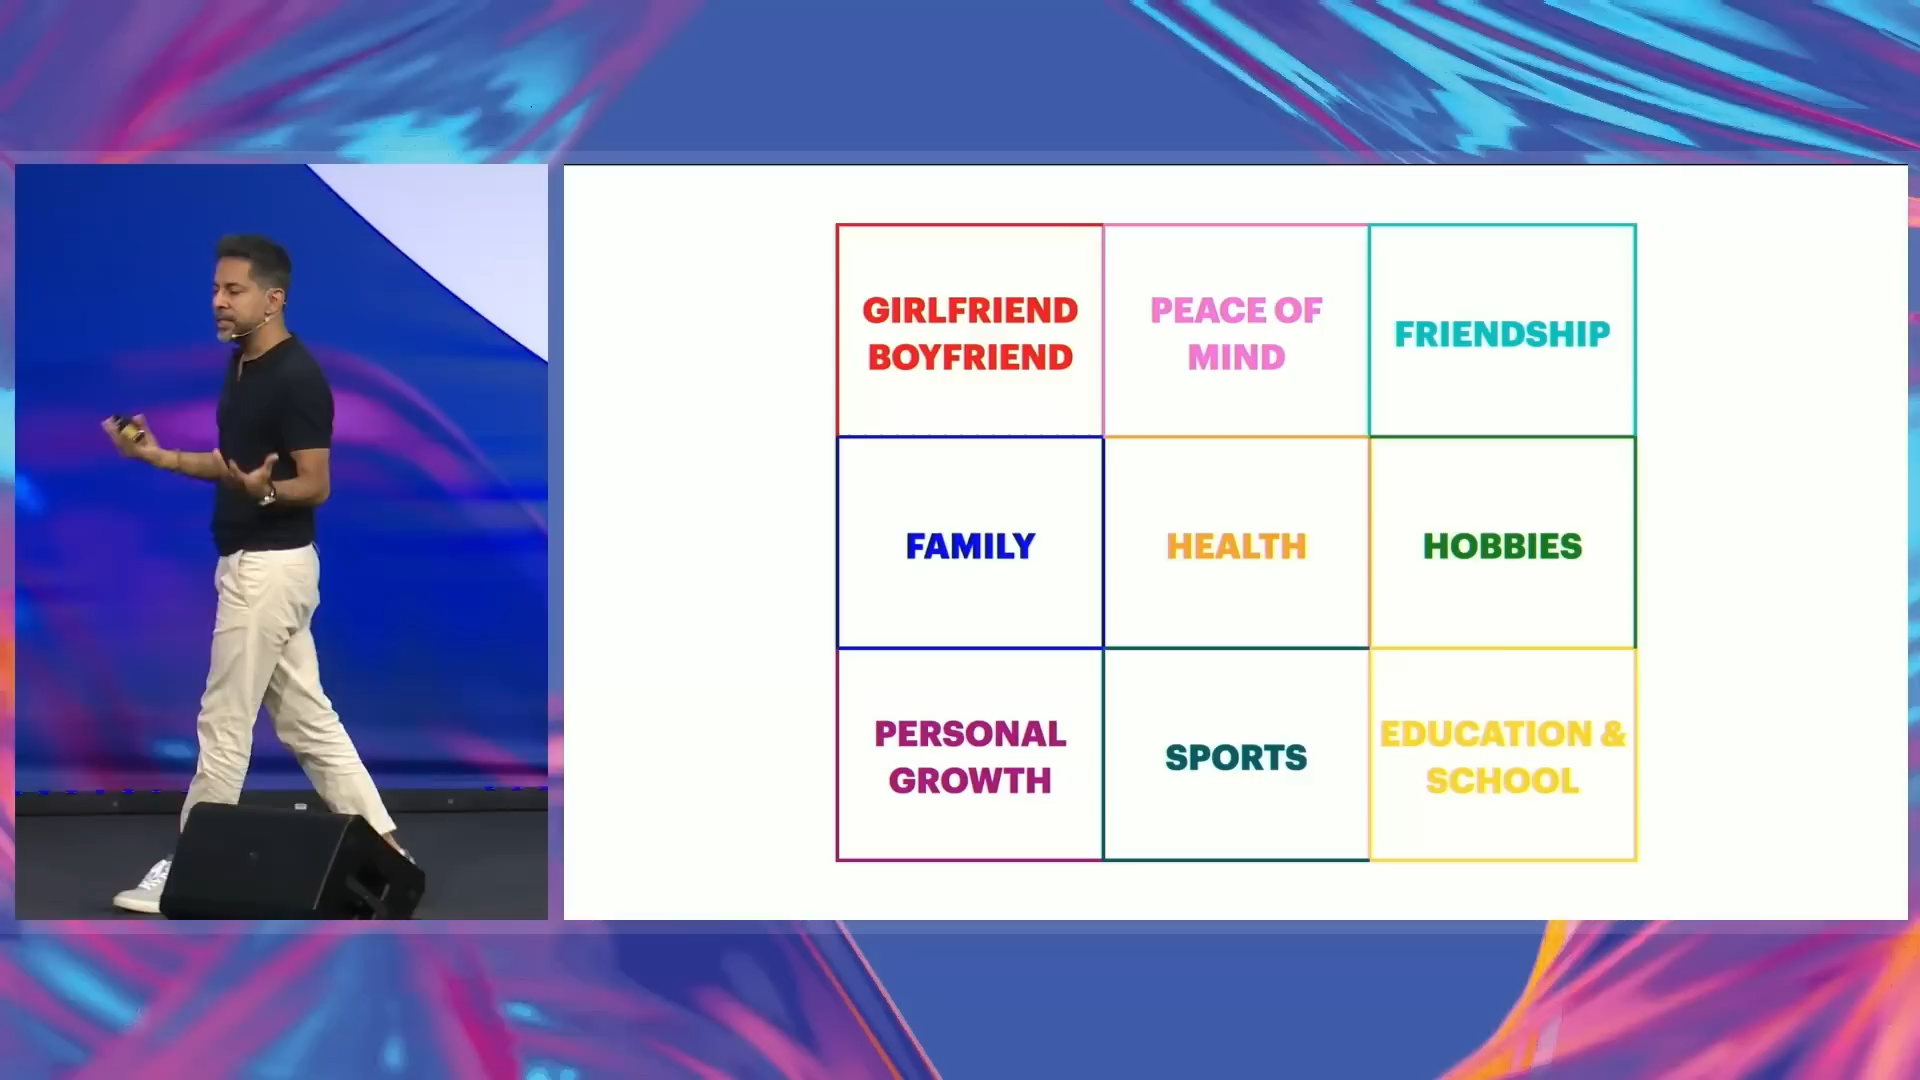 GIRLFRIEND
BOYFRIEND
PEACE OF
MIND
FRIENDSHIP
FAMILY
HEALTH
HOBBIES
PERSONAL
GROWTH
SPORTS
EDUCATION &
SCHOOL